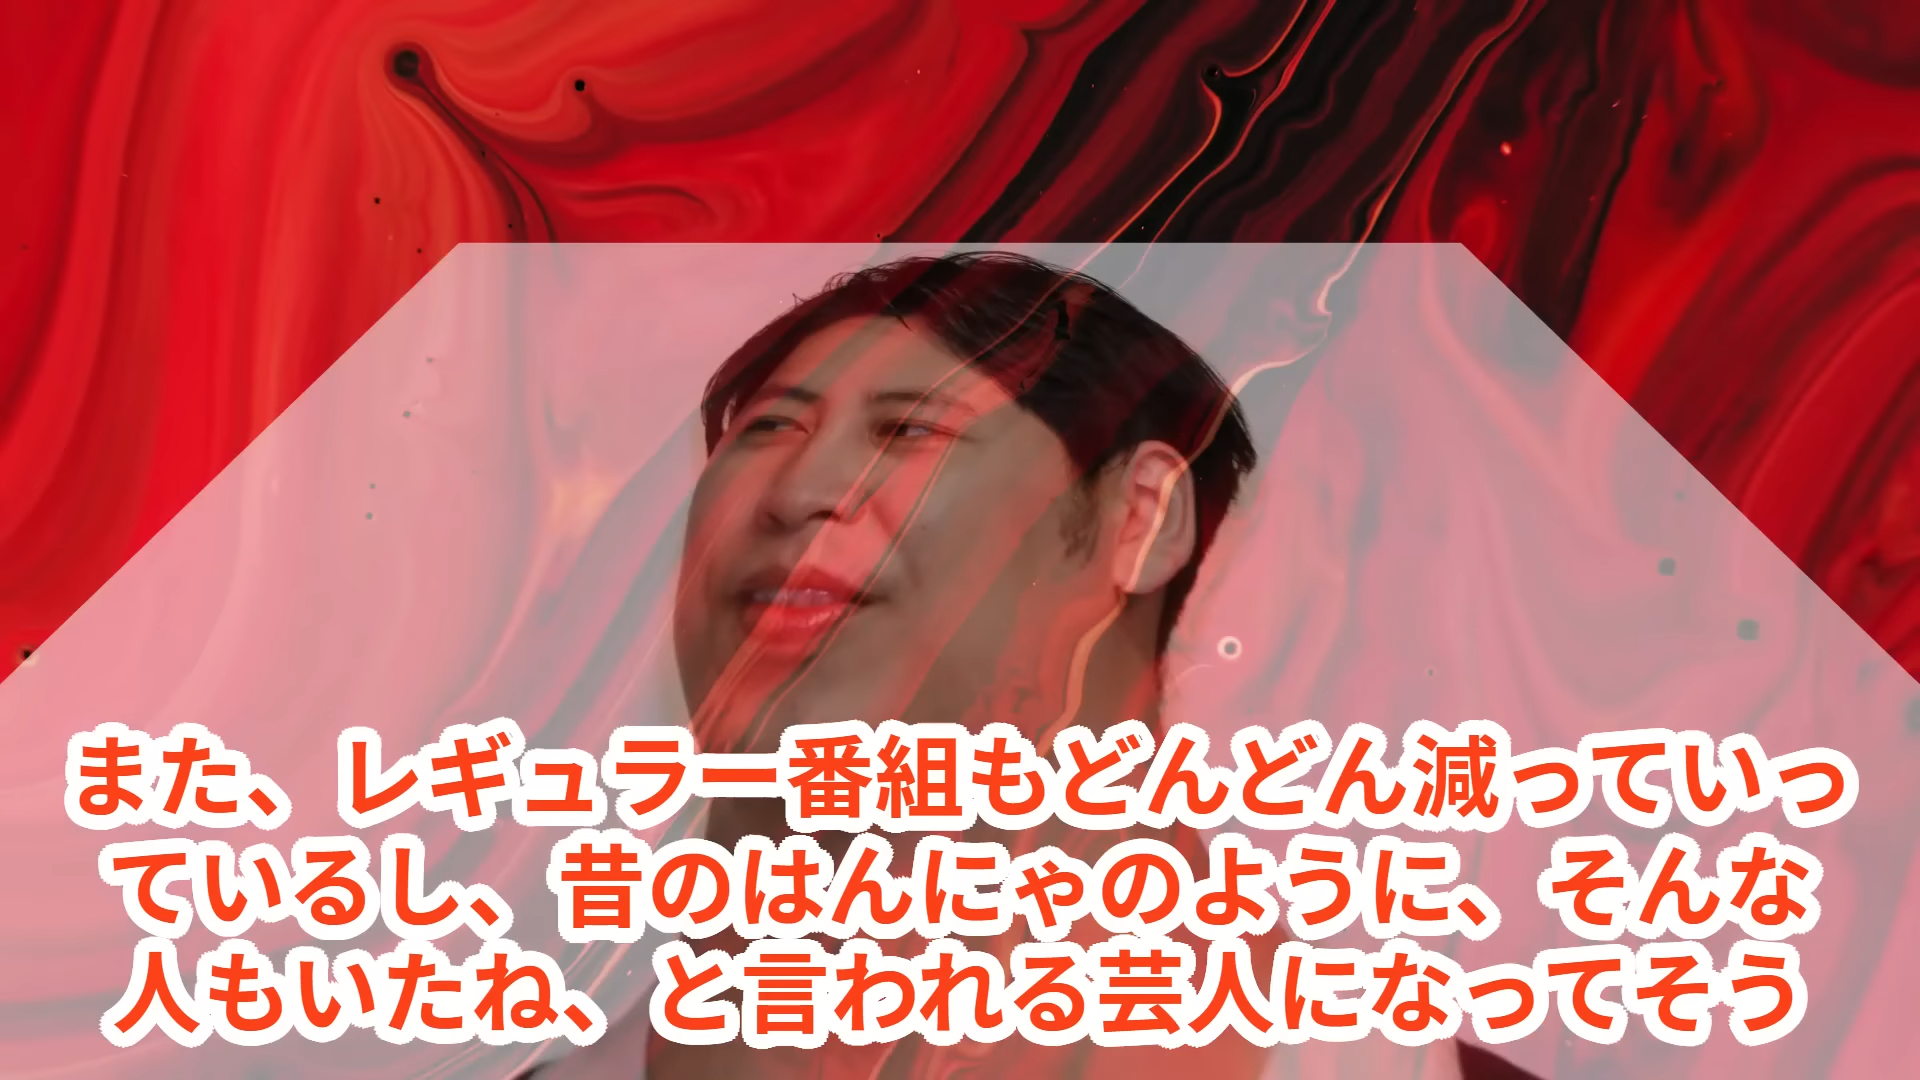 また、レギュラー番組もどんどん減っていっ
ているし、昔のはんにゃのように、そんな
人もいたね、と言われる芸人になってそう